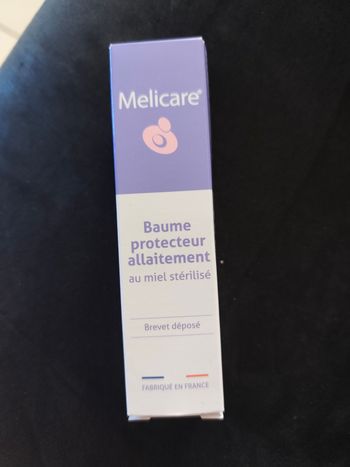 Melicare®
Baume
protecteur
allaitement
au miel stérilisé
Brevet déposé
FABRIQUÉ EN FRANCE